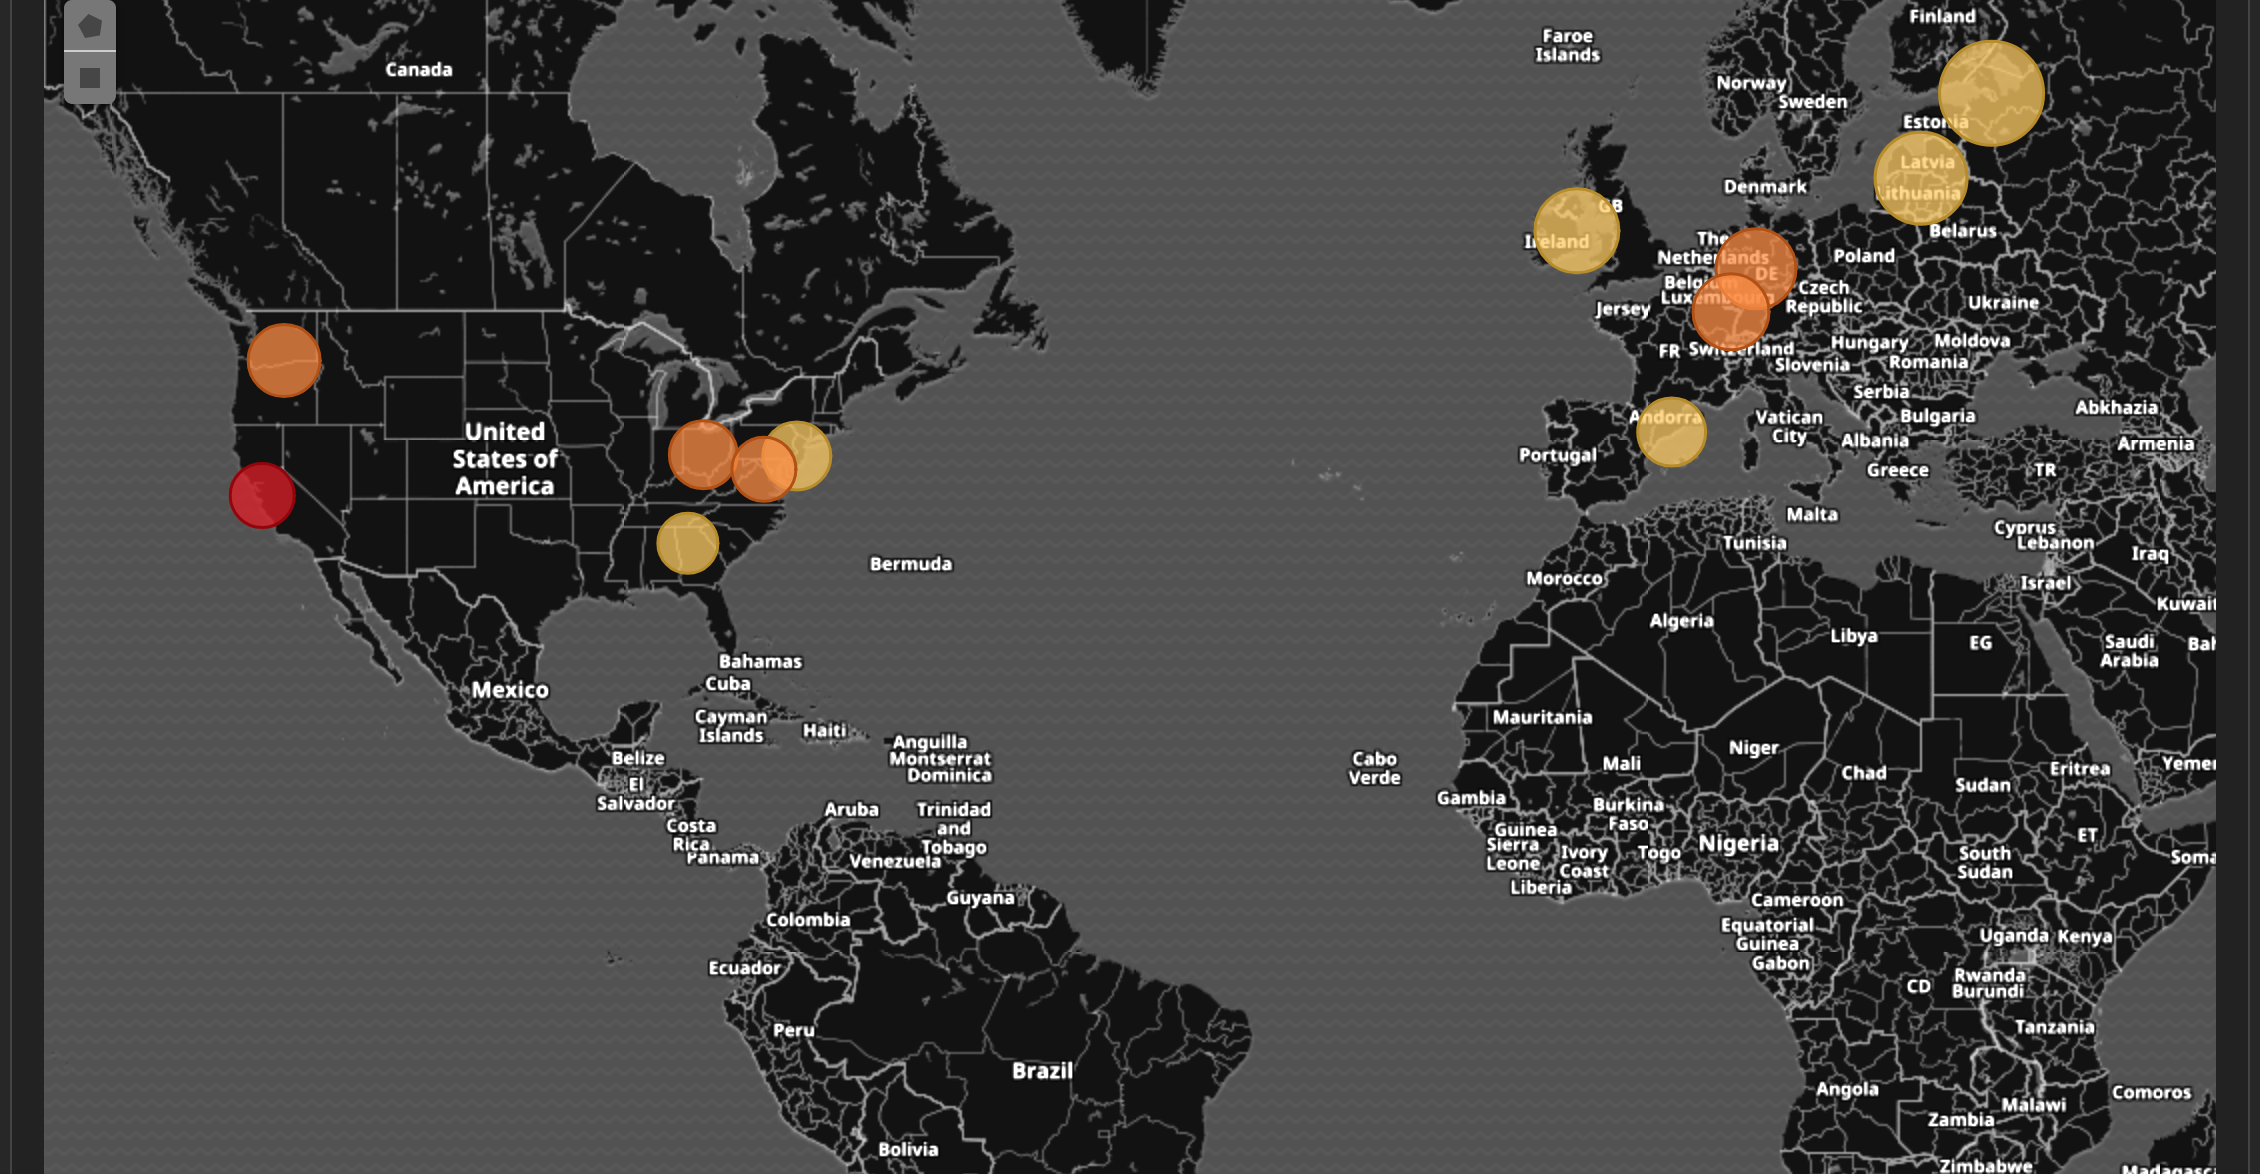 Finland
Faroe
Islands
Canada
Norway
Sweden
Estonia
Latvia
Denmark
Lithuania
GB
Belarus
Ireland
The
Netherlands
Poland
DE
Belgium
Czech
Republic
Luxembourg
Ukraine
Jersey
Hungary
Moldova
FR
Switzerland
Slovenia
Romania
Serbia
Abkhazia
Andorra
Vatican
City
Bulgaria
United
States of
America
Albania
Armenia
Portugal
Greece
TR
Malta
Cyprus
Tunisia
Lebanon
Iraq
Bermuda
Morocco
Israel
Kuwait
Algeria
Libya
EG
Saudi
Arabia
Bah
Bahamas
Cuba
Mexico
Cayman
Islands
Haiti
Mauritania
Anguilla
Montserrat
Dominica
Niger
Belize
Cabo
Verde
Mali
Chad
Eritrea
Yemen
El
Salvador
Sudan
Gambia
Aruba
Trinidad
and
Tobago
Burkina
Faso
Costa
Rica
Panama
Guinea
Sierra
Leone
Ivory
Coast
Togo
Nigeria
ET
South
Sudan
Soma
Venezuela
Liberia
Guyana
Cameroon
Colombia
Equatorial
Guinea
Gabon
Uganda
Kenya
Ecuador
CD
Rwanda
Burundi
Peru
Tanzania
Brazil
Angola
Comoros
Malawi
Zambia
Bolivia
Zimbabwe
Madagasc